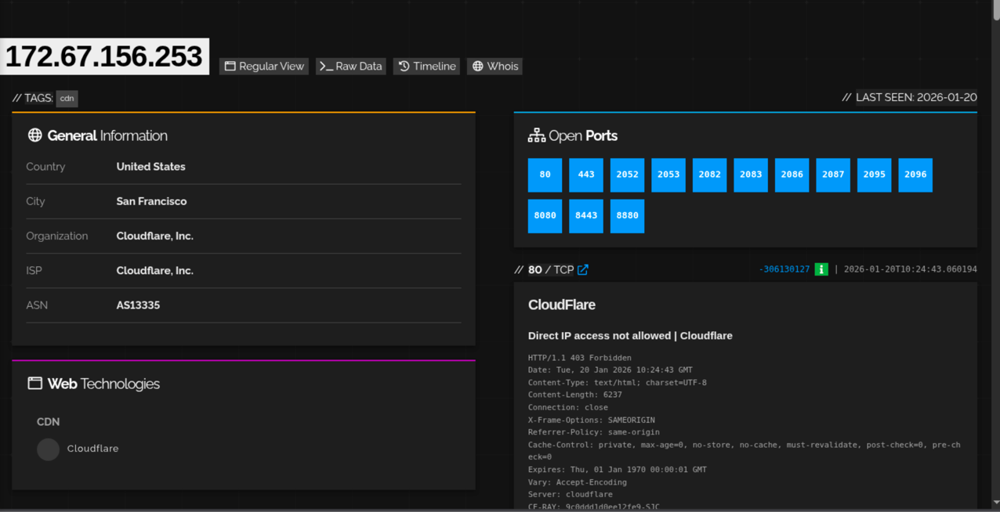 172.67.156.253
Regular View
Raw Data
Timeline
Whois
// TAGS: cdn
// LAST SEEN: 2026-01-20
General Information
Country United States
City San Francisco
Organization Cloudflare, Inc.
ISP Cloudflare, Inc.
ASN AS13335
Web Technologies
CDN
Cloudflare
Open Ports
80 443 2052 2053 2082 2083 2086 2087 2095 2096
8080 8443 8880
// 80 / TCP
-306130127 | 2026-01-20T10:24:43.060194
CloudFlare
Direct IP access not allowed | Cloudflare
HTTP/1.1 403 Forbidden
Date: Tue, 20 Jan 2026 10:24:43 GMT
Content-Type: text/html; charset=UTF-8
Content-Length: 6237
Connection: close
X-Frame-Options: SAMEORIGIN
Referrer-Policy: same-origin
Cache-Control: private, max-age=0, no-store, no-cache, must-revalidate, post-check=0, pre-ch
eck=0
Expires: Thu, 01 Jan 1970 00:00:01 GMT
Vary: Accept-Encoding
Server: cloudflare
CF-RAY: 9c0ddd1d0ee12fe9-SJC